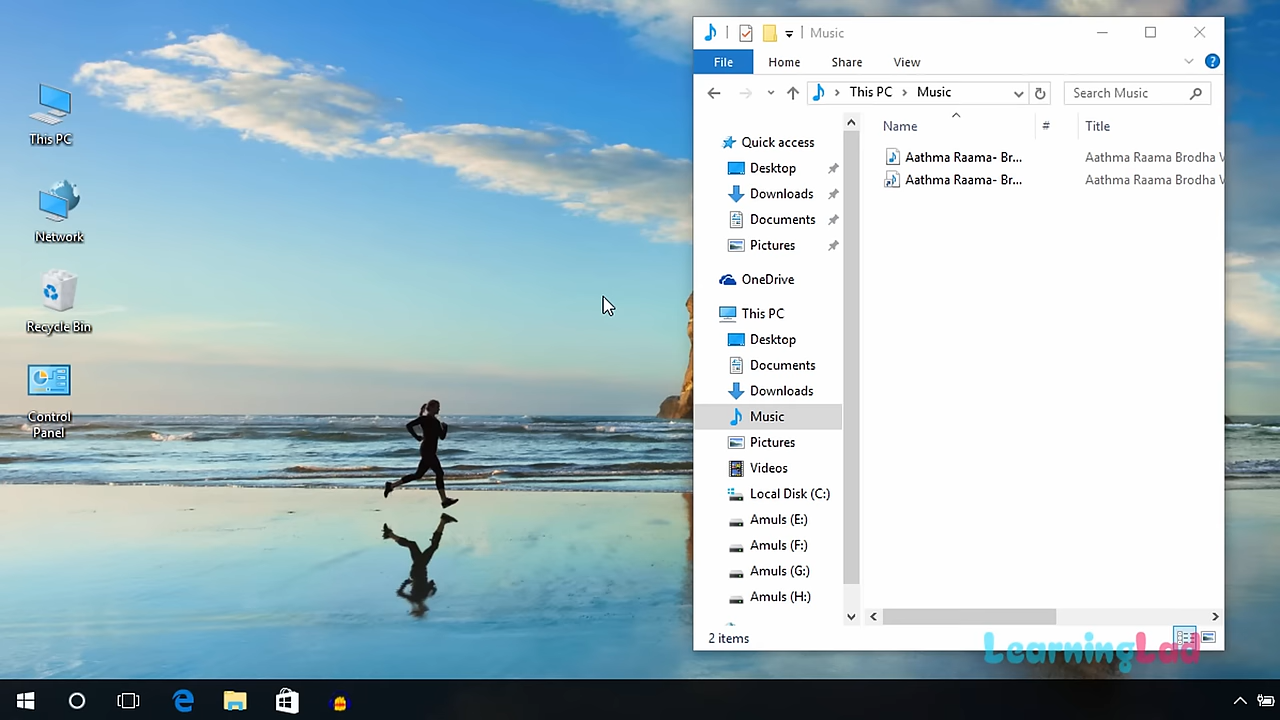 This PC
Network
Recycle Bin
Control
Panel
Music
File Home Share View
This PC Music
Search Music
Name # Title
Quick access
Desktop
Downloads
Documents
Pictures
OneDrive
This PC
Desktop
Documents
Downloads
Music
Pictures
Videos
Local Disk (C:)
Amuls (E:)
Amuls (F:)
Amuls (G:)
Amuls (H:)
Aathma Raama- Br... Aathma Raama Brodha V
Aathma Raama- Br... Aathma Raama Brodha V
2 items
LearningLad